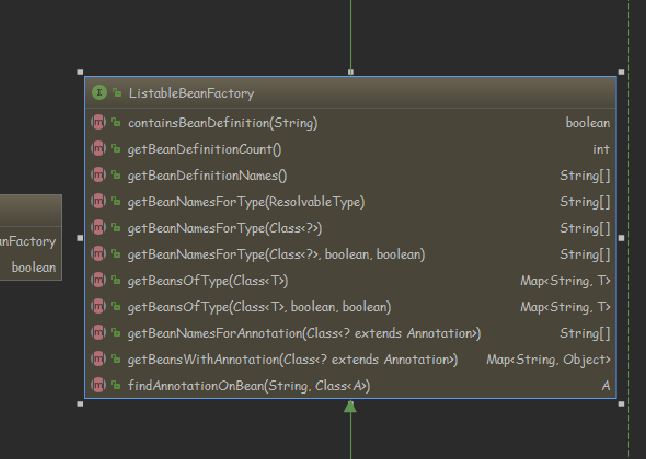 ListableBeanFactory
containsBeanDefinition(String) boolean
getBeanDefinitionCount() int
getBeanDefinitionNames() String[]
getBeanNamesForType(ResolvableType) String[]
getBeanNamesForType(Class<?>) String[]
getBeanNamesForType(Class<?>, boolean, boolean) String[]
getBeansOfType(Class<T>) Map<String, T>
getBeansOfType(Class<T>, boolean, boolean) Map<String, T>
getBeanNamesForAnnotation(Class<? extends Annotation>) String[]
getBeansWithAnnotation(Class<? extends Annotation>) Map<String, Object>
findAnnotationOnBean(String, Class<A>) A
anFactory
boolean